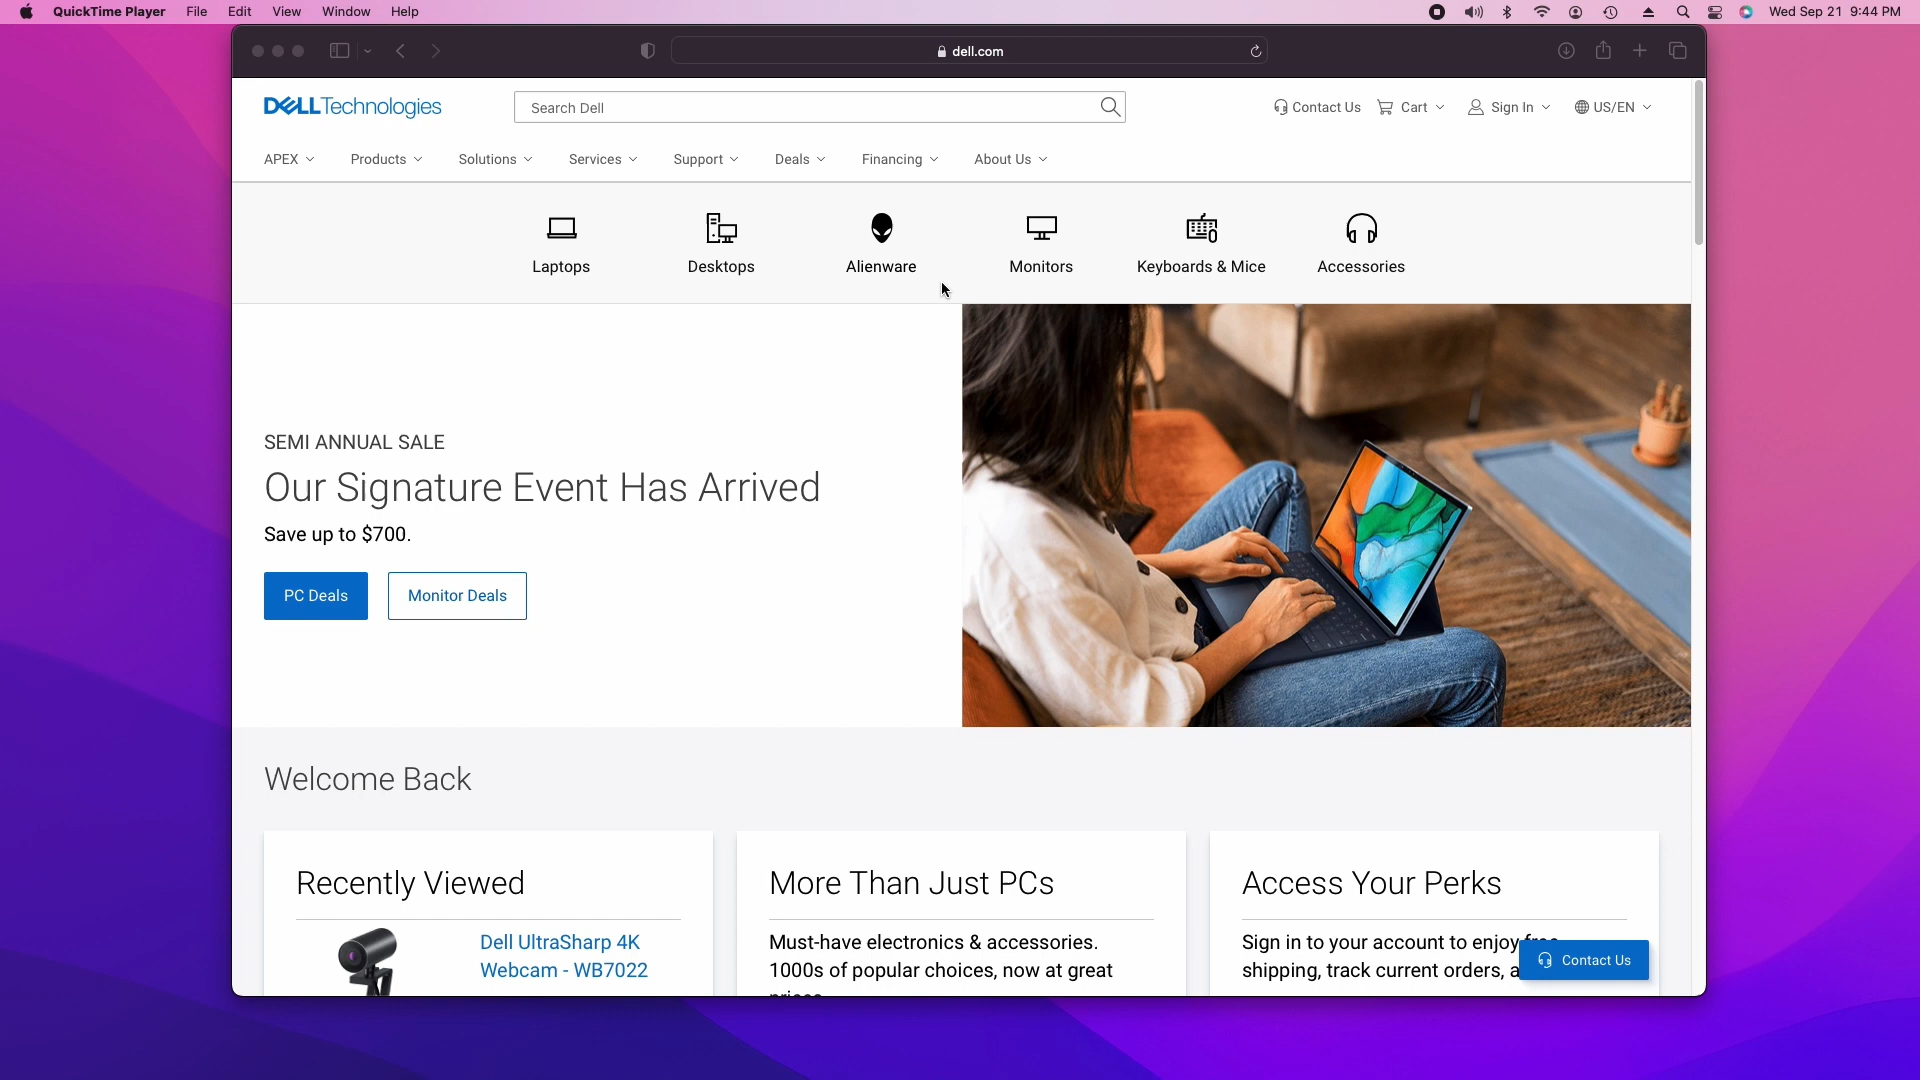 QuickTime Player File Edit View Window Help Wed Sep 21 9:44 PM
dell.com
DELLTechnologies Search Dell Contact Us Cart Sign In US/EN
APEX Products Solutions Services Support Deals Financing About Us
Laptops Desktops Alienware Monitors Keyboards & Mice Accessories
SEMI ANNUAL SALE
Our Signature Event Has Arrived
Save up to $700.
PC Deals Monitor Deals
Welcome Back
Recently Viewed
Dell UltraSharp 4K
Webcam - WB7022
More Than Just PCs
Must-have electronics & accessories.
1000s of popular choices, now at great
Access Your Perks
Sign in to your account to enjoy
shipping, track current orders,
Contact Us